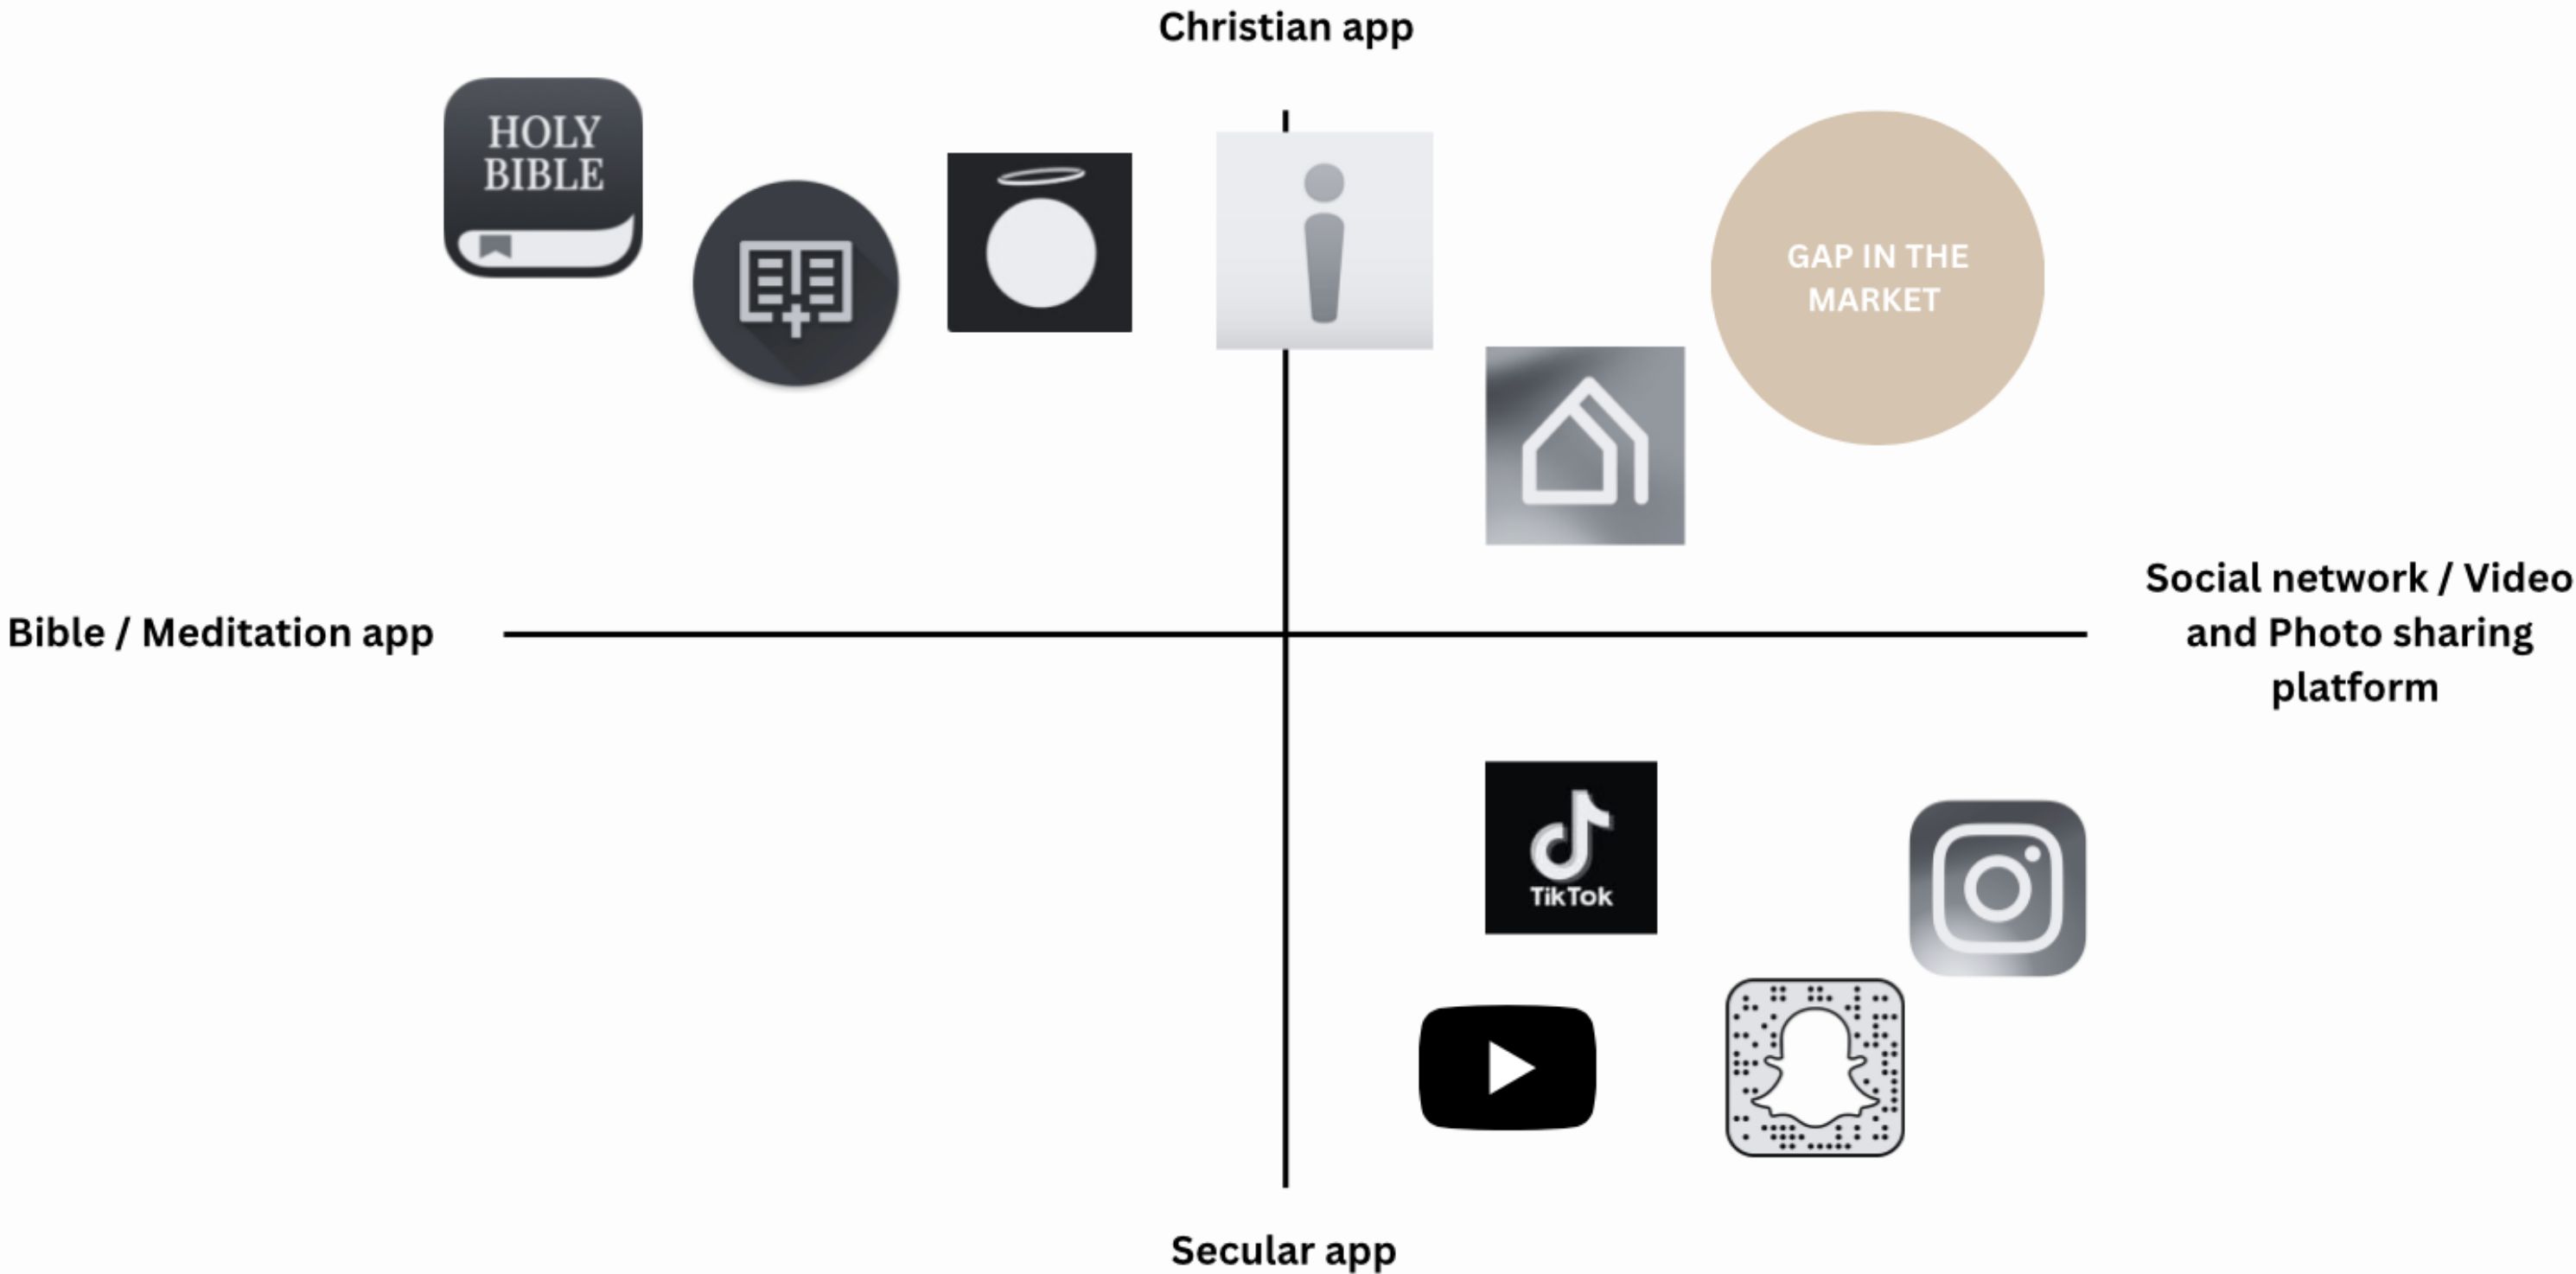 Christian app
HOLY
BIBLE
GAP IN THE
MARKET
Bible / Meditation app
Social network / Video
and Photo sharing
platform
TikTok
Secular app